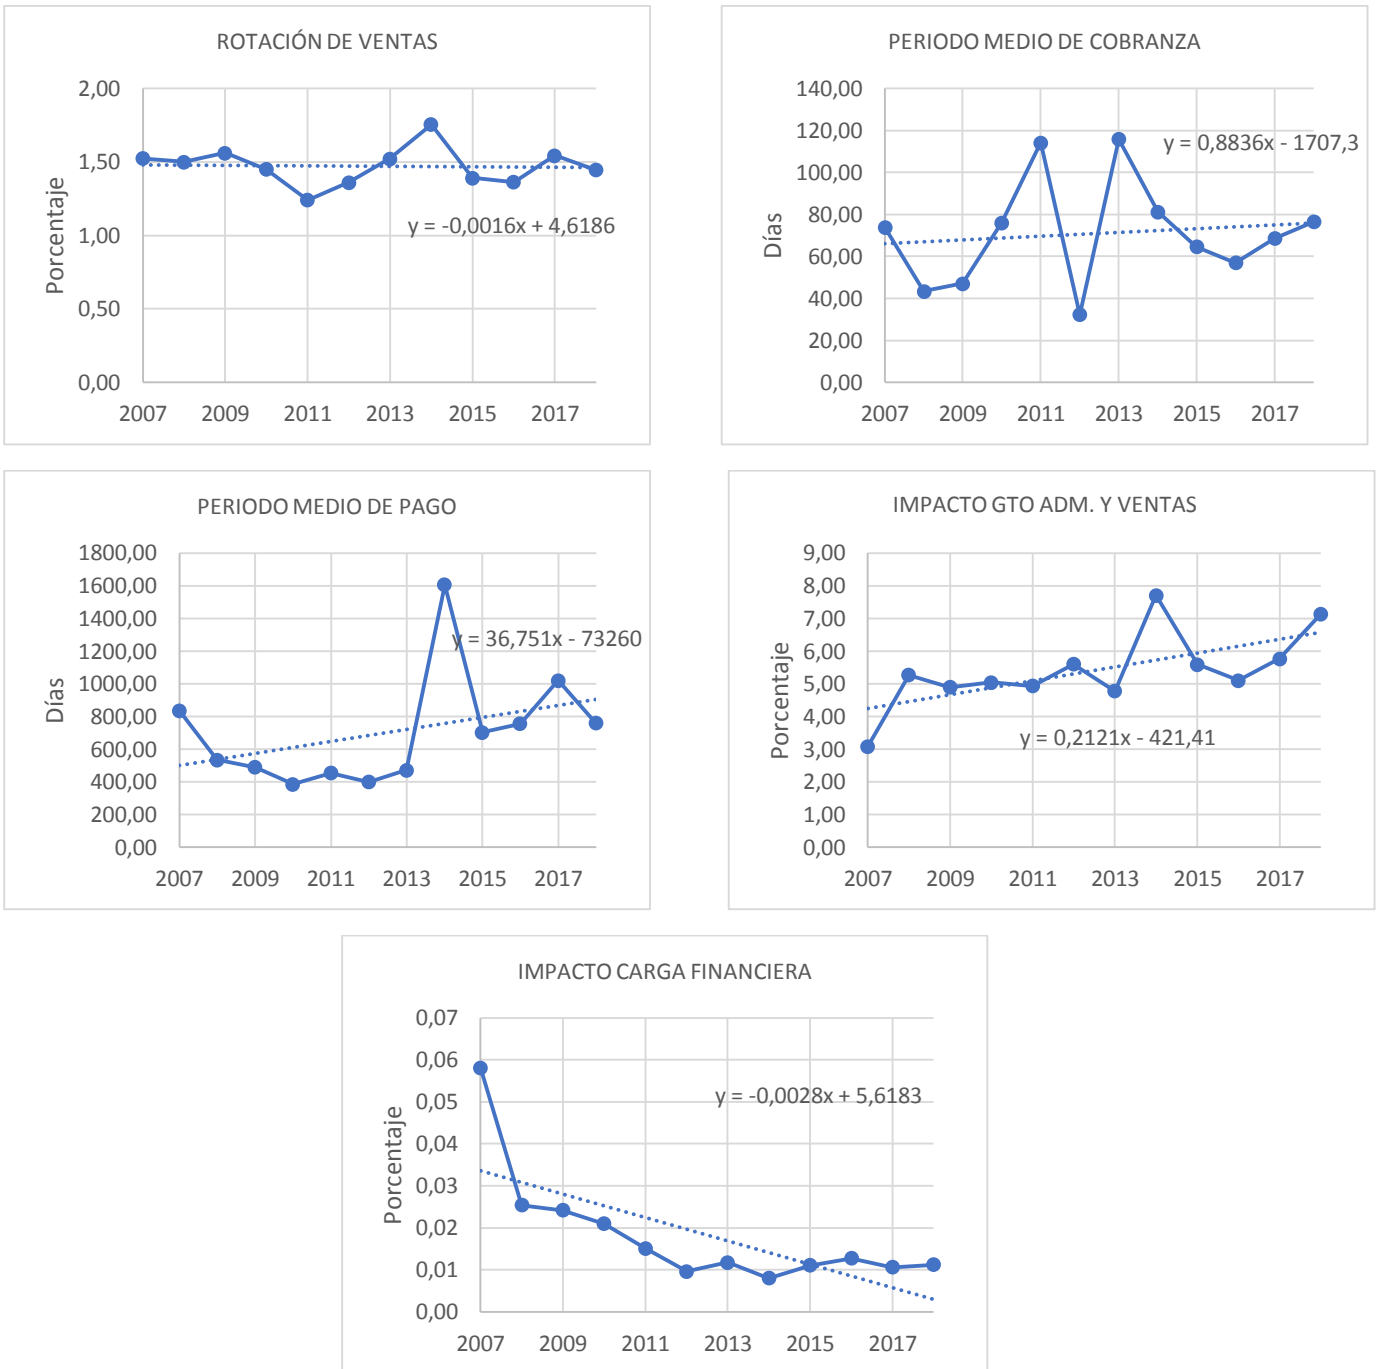 ROTACIÓN DE VENTAS
2,00
1,50
1,00
0,50
0,00
Porcentaje
y = -0,0016x + 4,6186
2007 2009 2011 2013 2015 2017
PERIODO MEDIO DE COBRANZA
140,00
120,00
100,00
80,00
60,00
40,00
20,00
0,00
Días
y = 0,8836x - 1707,3
2007 2009 2011 2013 2015 2017
PERIODO MEDIO DE PAGO
1800,00
1600,00
1400,00
1200,00
1000,00
800,00
600,00
400,00
200,00
0,00
Días
y = 36,751x - 73260
2007 2009 2011 2013 2015 2017
IMPACTO GTO ADM. Y VENTAS
9,00
8,00
7,00
6,00
5,00
4,00
3,00
2,00
1,00
0,00
Porcentaje
y = 0,2121x - 421,41
2007 2009 2011 2013 2015 2017
IMPACTO CARGA FINANCIERA
0,07
0,06
0,05
0,04
0,03
0,02
0,01
0,00
Porcentaje
y = -0,0028x + 5,6183
2007 2009 2011 2013 2015 2017